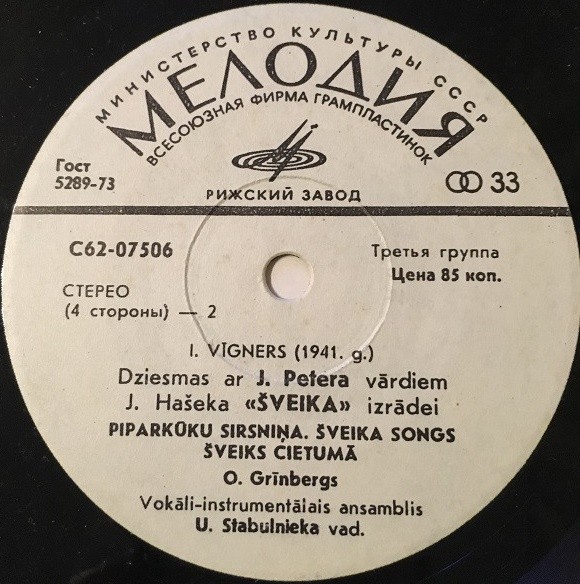 МИНИСТЕРСТВО КУЛЬТУРЫ СССР
МЕЛОДИЯ
ВСЕСОЮЗНАЯ ФИРМА ГРАМПЛАСТИНОК
Гост
5289-73
РИЖСКИЙ ЗАВОД
33
С62-07506
Третья группа
Цена 85 коп.
СТЕРЕО
(4 стороны) — 2
I. VĪGNERS (1941. g.)
Dziesmas ar J. Petera vārdiem
J. Hašeka «ŠVEIKA» izrādei
PIPARKŪKU SIRSNIŅA. ŠVEIKA SONGS
ŠVEIKS CIETUMĀ
O. Grīnbergs
Vokāli-instrumentālais ansamblis
U. Stabulnieka vad.